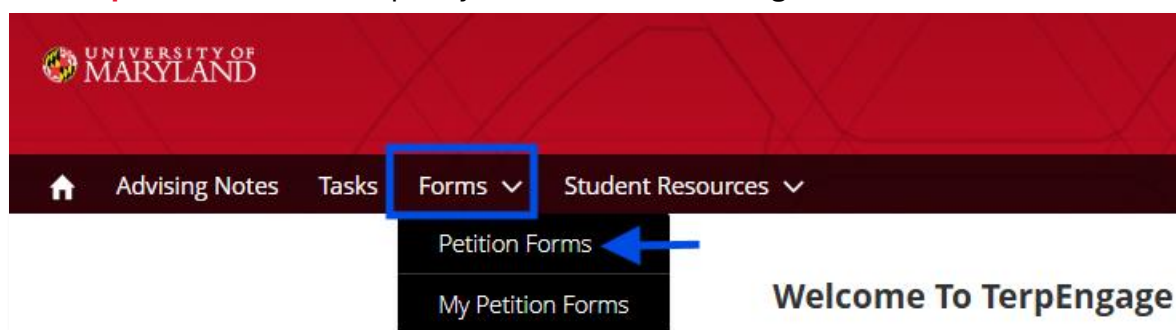 UNIVERSITY OF
MARYLAND
Advising Notes Tasks Forms Student Resources
Petition Forms
My Petition Forms
Welcome To TerpEngage